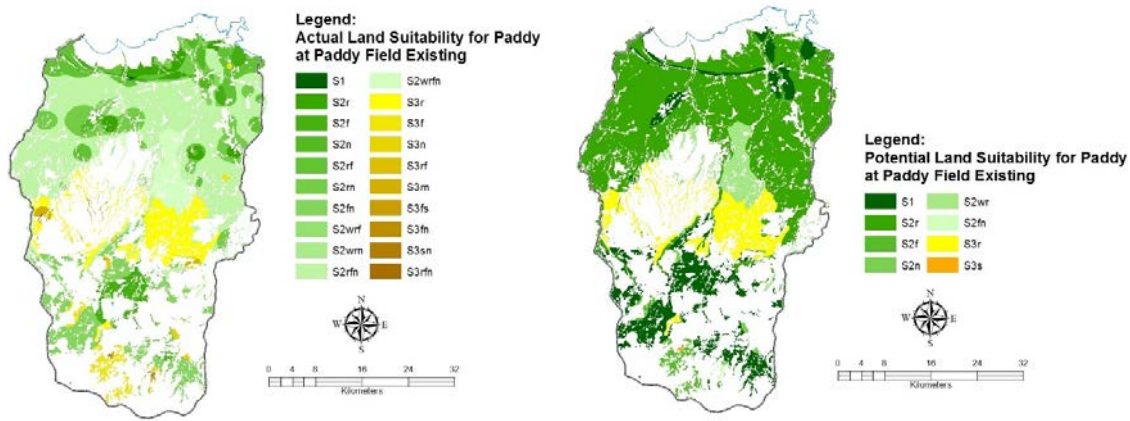 Legend:
Actual Land Suitability for Paddy
at Paddy Field Existing
S1
S2r
S2f
S2n
S2rf
S2rn
S2fn
S2wrf
S2wrn
S2rfn
S2wrfn
S3r
S3f
S3n
S3rf
S3rn
S3fs
S3fn
S3sn
S3rfn
N
W
E
S
0
4
8
16
24
32
Kilometers
Legend:
Potential Land Suitability for Paddy
at Paddy Field Existing
S1
S2r
S2f
S2n
S2wr
S2fn
S3r
S3s
N
W
E
S
0
4
8
16
24
32
Kilometers